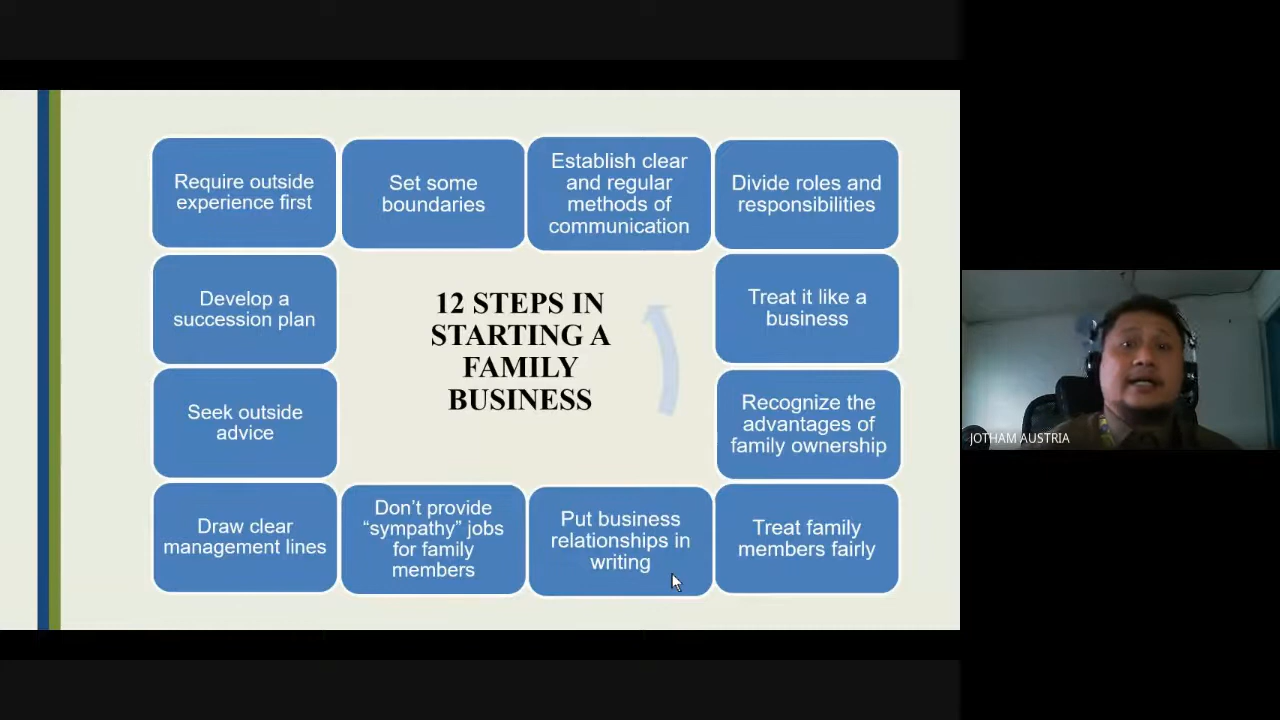 Require outside
experience first
Set some
boundaries
Establish clear
and regular
methods of
communication
Divide roles and
responsibilities
Develop a
succession plan
12 STEPS IN
STARTING A
FAMILY
BUSINESS
Treat it like a
business
Seek outside
advice
Recognize the
advantages of
family ownership
Draw clear
management lines
Don’t provide
“sympathy” jobs
for family
members
Put business
relationships in
writing
Treat family
members fairly
JOTHAM AUSTRIA